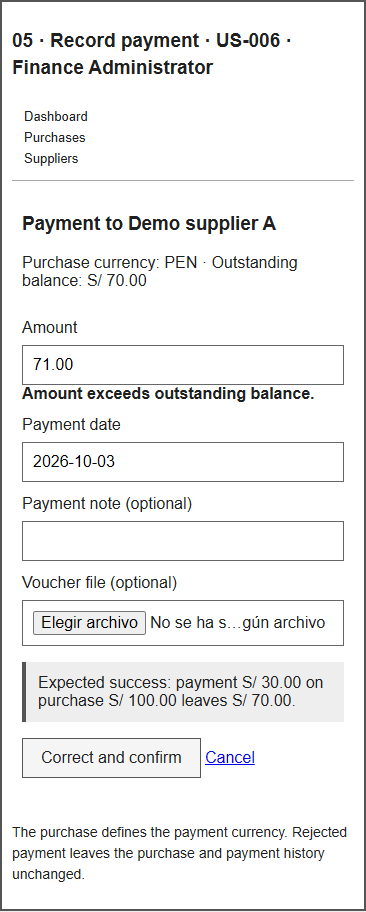 05 · Record payment · US-006 ·
Finance Administrator
Dashboard
Purchases
Suppliers
Payment to Demo supplier A
Purchase currency: PEN · Outstanding
balance: S/ 70.00
Amount
71.00
Amount exceeds outstanding balance.
Payment date
2026-10-03
Payment note (optional)
Voucher file (optional)
Elegir archivo No se ha s…gún archivo
Expected success: payment S/ 30.00 on
purchase S/ 100.00 leaves S/ 70.00.
Correct and confirm Cancel
The purchase defines the payment currency. Rejected
payment leaves the purchase and payment history
unchanged.